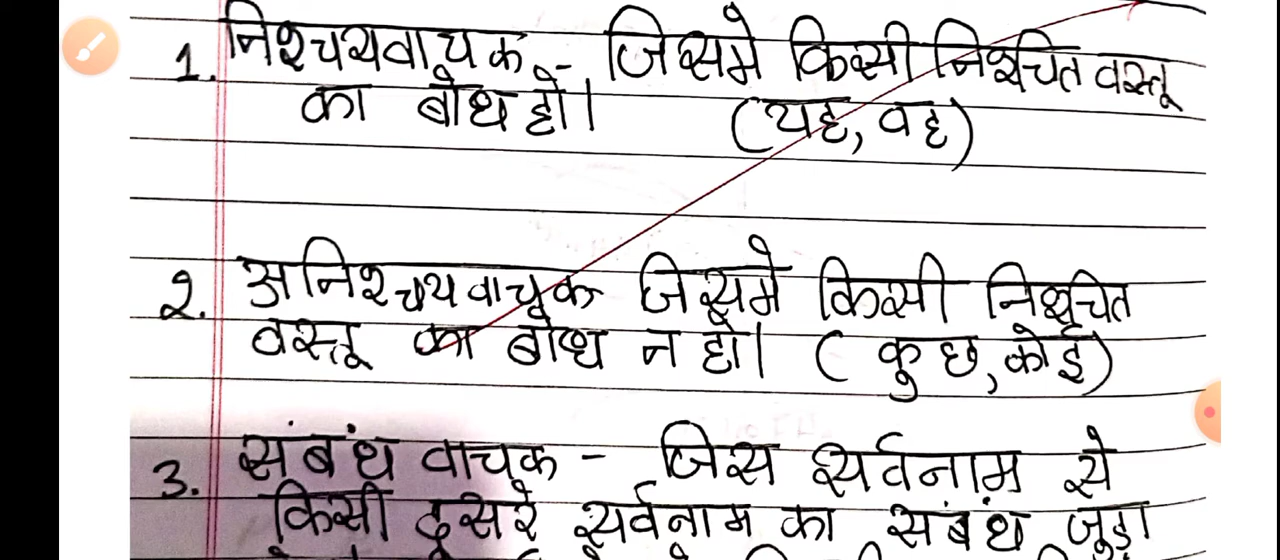 1. निश्चयवाचक - जिसमे किसी निश्चित वस्तू
का बोध हो। (यह, वह)
2. अनिश्चयवाचक जिसमे किसी निश्चित
वस्तू का बोध न हो। ( कुछ, कोई)
3. संबंध वाचक - जिस सर्वनाम से
किसी दूसरे सर्वनाम का संबंध जुड़ा